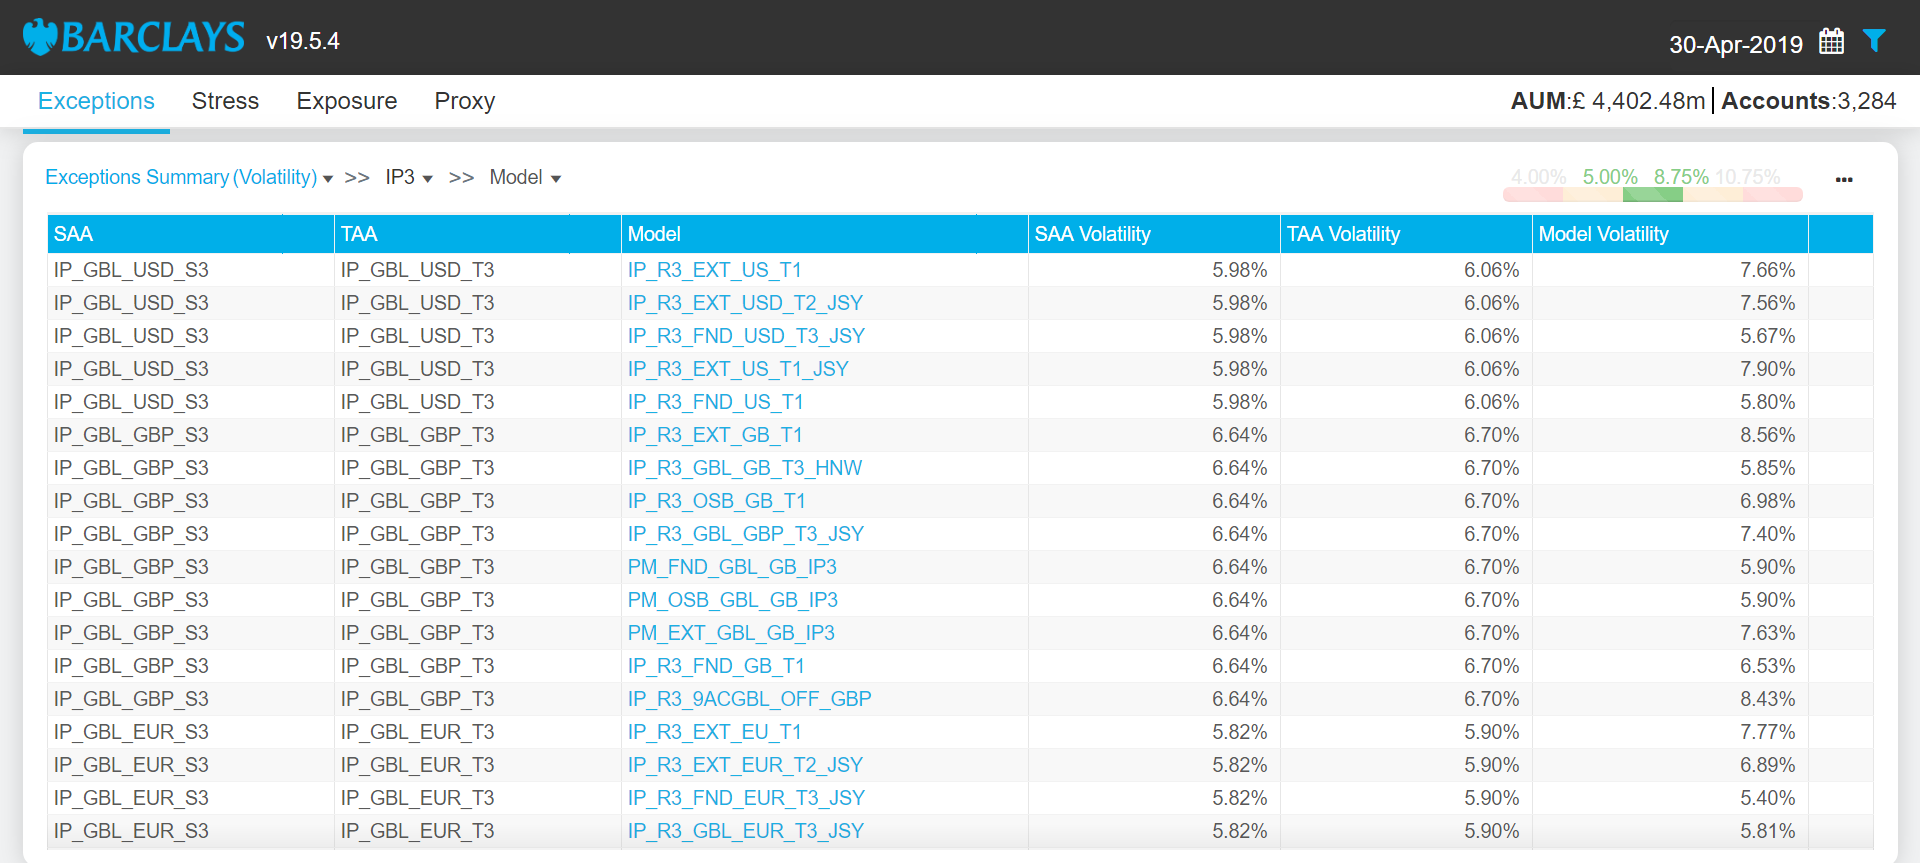 BARCLAYS v19.5.4 30-Apr-2019
Exceptions Stress Exposure Proxy AUM:£ 4,402.48m Accounts:3,284
Exceptions Summary (Volatility) >> IP3 >> Model 4.00% 5.00% 8.75% 10.75% ...
SAA TAA Model SAA Volatility TAA Volatility Model Volatility
IP_GBL_USD_S3 IP_GBL_USD_T3 IP_R3_EXT_US_T1 5.98% 6.06% 7.66%
IP_GBL_USD_S3 IP_GBL_USD_T3 IP_R3_EXT_USD_T2_JSY 5.98% 6.06% 7.56%
IP_GBL_USD_S3 IP_GBL_USD_T3 IP_R3_FND_USD_T3_JSY 5.98% 6.06% 5.67%
IP_GBL_USD_S3 IP_GBL_USD_T3 IP_R3_EXT_US_T1_JSY 5.98% 6.06% 7.90%
IP_GBL_USD_S3 IP_GBL_USD_T3 IP_R3_FND_US_T1 5.98% 6.06% 5.80%
IP_GBL_GBP_S3 IP_GBL_GBP_T3 IP_R3_EXT_GB_T1 6.64% 6.70% 8.56%
IP_GBL_GBP_S3 IP_GBL_GBP_T3 IP_R3_GBL_GB_T3_HNW 6.64% 6.70% 5.85%
IP_GBL_GBP_S3 IP_GBL_GBP_T3 IP_R3_OSB_GB_T1 6.64% 6.70% 6.98%
IP_GBL_GBP_S3 IP_GBL_GBP_T3 IP_R3_GBL_GBP_T3_JSY 6.64% 6.70% 7.40%
IP_GBL_GBP_S3 IP_GBL_GBP_T3 PM_FND_GBL_GB_IP3 6.64% 6.70% 5.90%
IP_GBL_GBP_S3 IP_GBL_GBP_T3 PM_OSB_GBL_GB_IP3 6.64% 6.70% 5.90%
IP_GBL_GBP_S3 IP_GBL_GBP_T3 PM_EXT_GBL_GB_IP3 6.64% 6.70% 7.63%
IP_GBL_GBP_S3 IP_GBL_GBP_T3 IP_R3_FND_GB_T1 6.64% 6.70% 6.53%
IP_GBL_GBP_S3 IP_GBL_GBP_T3 IP_R3_9ACGBL_OFF_GBP 6.64% 6.70% 8.43%
IP_GBL_EUR_S3 IP_GBL_EUR_T3 IP_R3_EXT_EU_T1 5.82% 5.90% 7.77%
IP_GBL_EUR_S3 IP_GBL_EUR_T3 IP_R3_EXT_EUR_T2_JSY 5.82% 5.90% 6.89%
IP_GBL_EUR_S3 IP_GBL_EUR_T3 IP_R3_FND_EUR_T3_JSY 5.82% 5.90% 5.40%
IP_GBL_EUR_S3 IP_GBL_EUR_T3 IP_R3_GBL_EUR_T3_JSY 5.82% 5.90% 5.81%